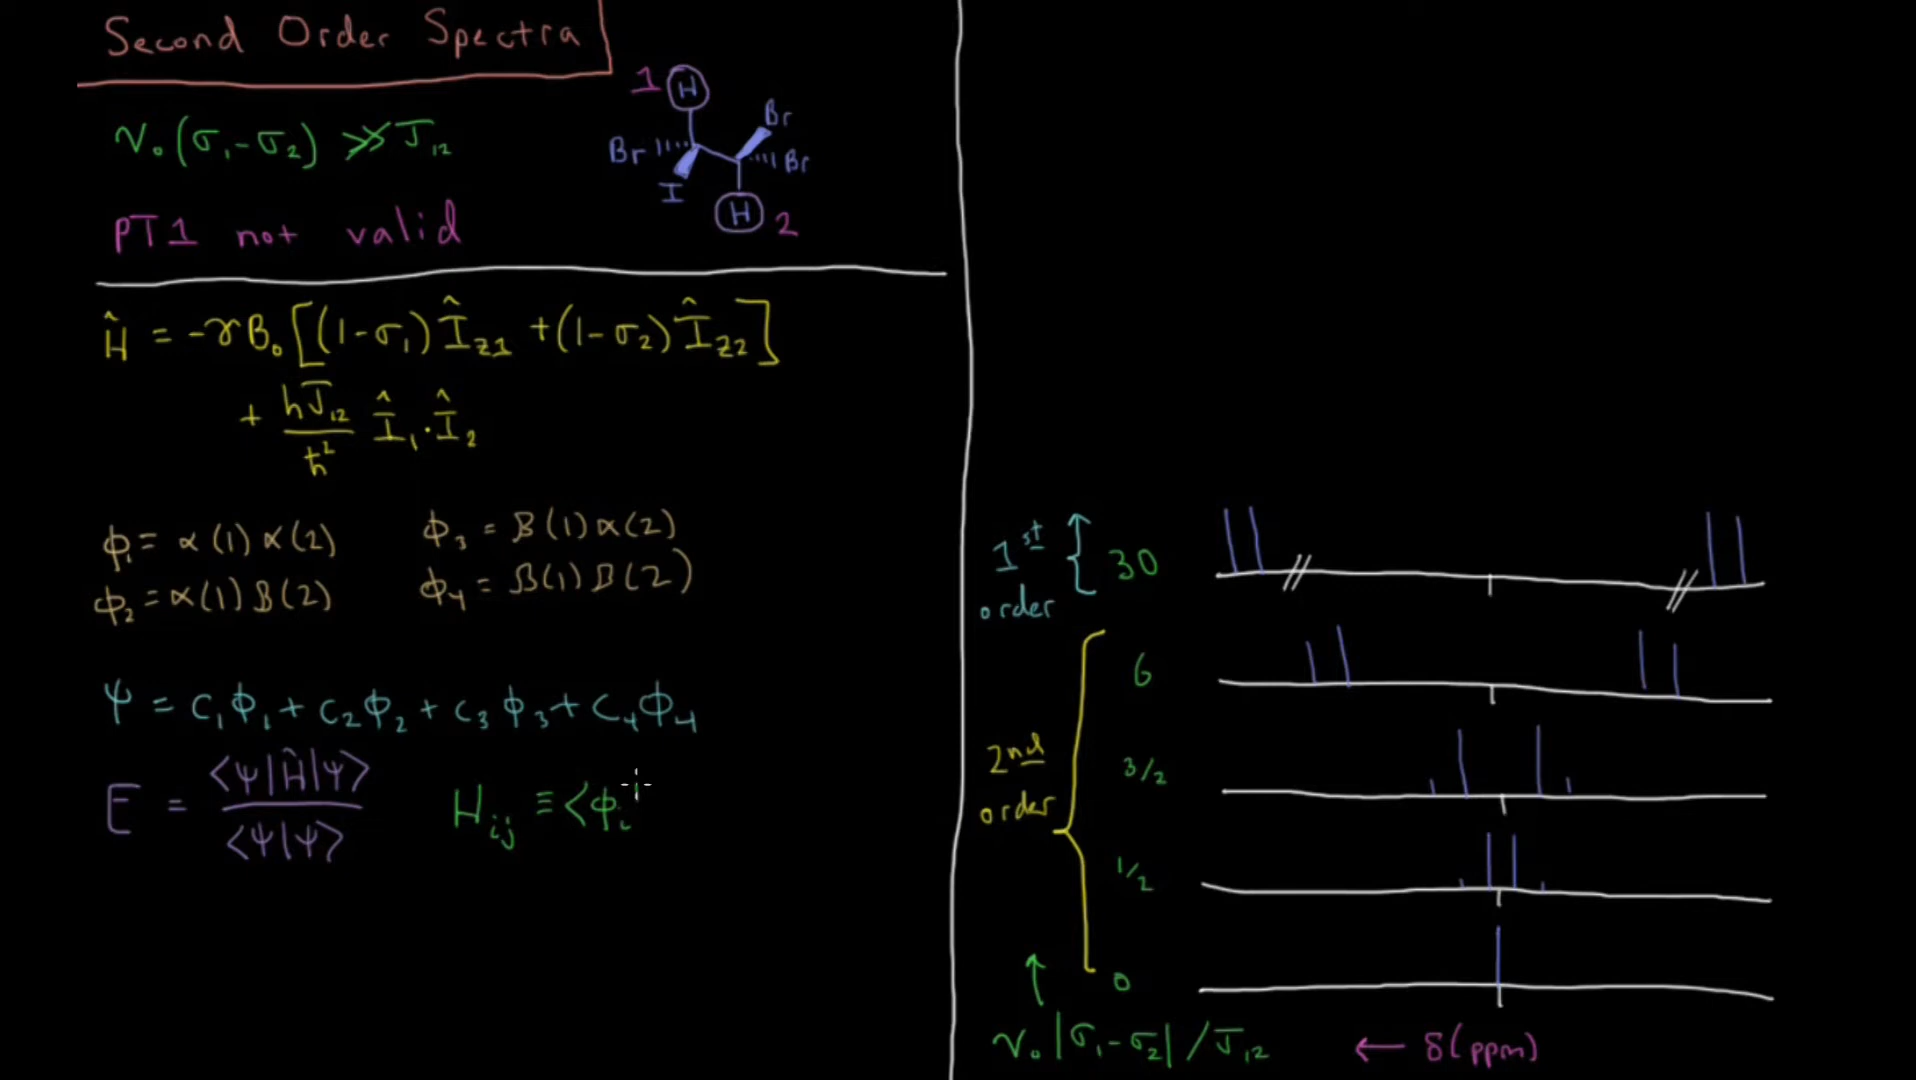 Second Order Spectra
ν₀(σ₁-σ₂) ≫̸ J₁₂
PT1 not valid
1 H
Br
Br
Br
I
H 2
Ĥ = -γB₀[(1-σ₁)Î_z1 + (1-σ₂)Î_z2]
+ hJ₁₂/ħ² Î₁·Î₂
ϕ₁ = α(1)α(2) ϕ₃ = β(1)α(2)
ϕ₂ = α(1)β(2) ϕ₄ = β(1)β(2)
Ψ = c₁ϕ₁ + c₂ϕ₂ + c₃ϕ₃ + c₄ϕ₄
E = <Ψ|Ĥ|Ψ>/<Ψ|Ψ> H_ij ≡ <ϕ_i
1st order { 30
6
2nd order { 3/2
1/2
0
ν₀|σ₁-σ₂|/J₁₂ ← δ(ppm)